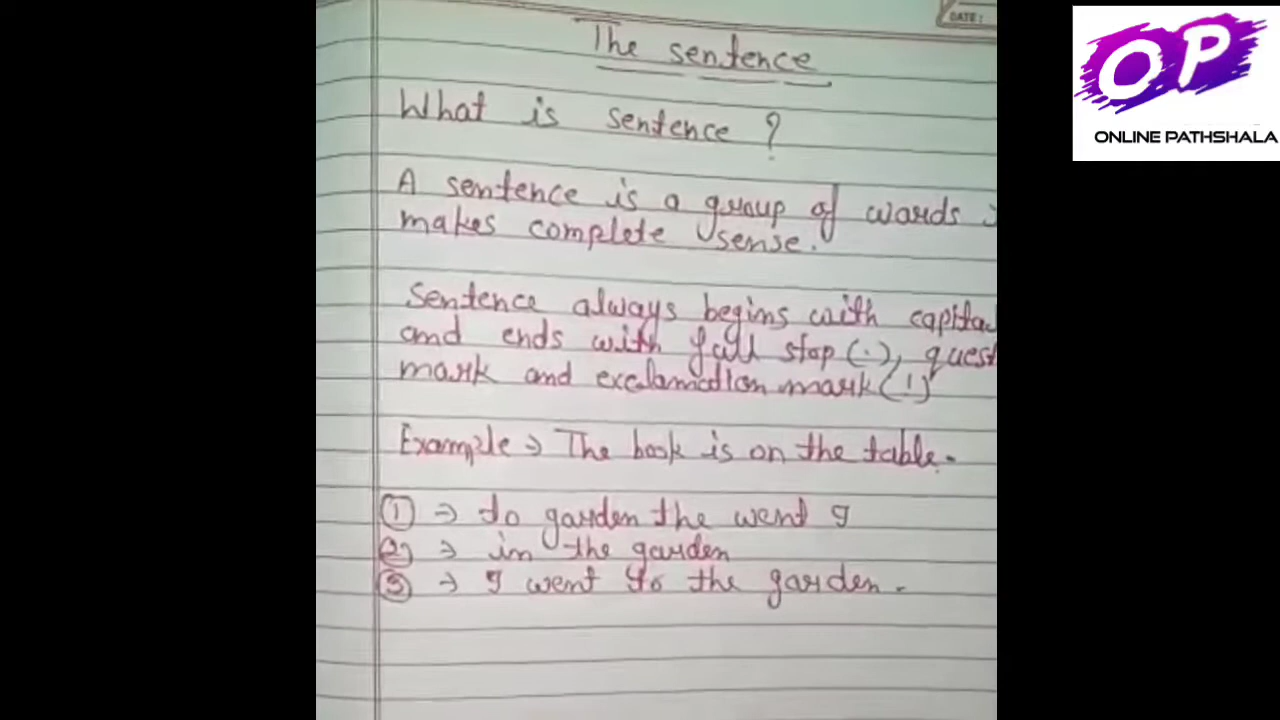 DATE:
OP
ONLINE PATHSHALA
The sentence
What is sentence ?
A sentence is a group of words
makes complete sense.
Sentence always begins with capital
and ends with full stop (.), quest
mark and exclamation mark (!)
Example ⇒ The book is on the table.
① ⇒ to garden the went I
② ⇒ in the garden
③ ⇒ I went to the garden.